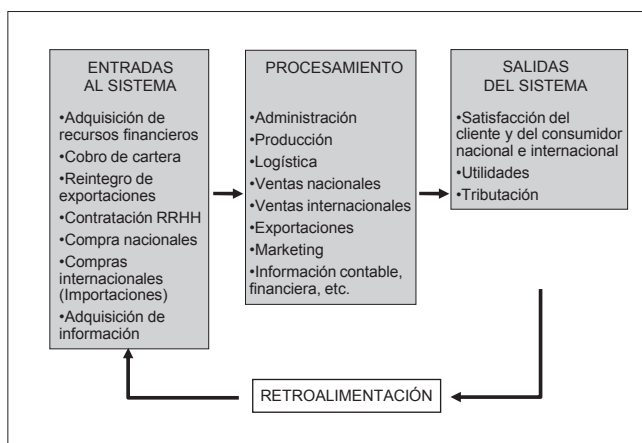 ENTRADAS
AL SISTEMA
•Adquisición de
recursos financieros
•Cobro de cartera
•Reintegro de
exportaciones
•Contratación RRHH
•Compra nacionales
•Compras
internacionales
(Importaciones)
•Adquisición de
información
PROCESAMIENTO
•Administración
•Producción
•Logística
•Ventas nacionales
•Ventas internacionales
•Exportaciones
•Marketing
•Información contable,
financiera, etc.
SALIDAS
DEL SISTEMA
•Satisfacción del
cliente y del consumidor
nacional e internacional
•Utilidades
•Tributación
RETROALIMENTACIÓN